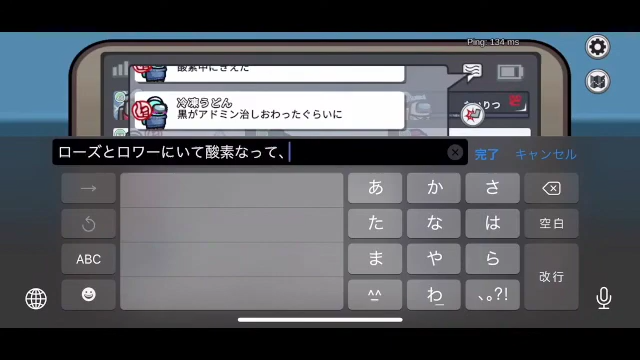 Ping: 134 ms
酸素中にきえた
冷凍うどん
黒がアドミン治しおわったぐらいに
ローズとロワーにいて酸素なって、
完了
キャンセル
→ あ か さ
た な は 空白
ABC ま や ら 改行
^^ わ_ 、。?!